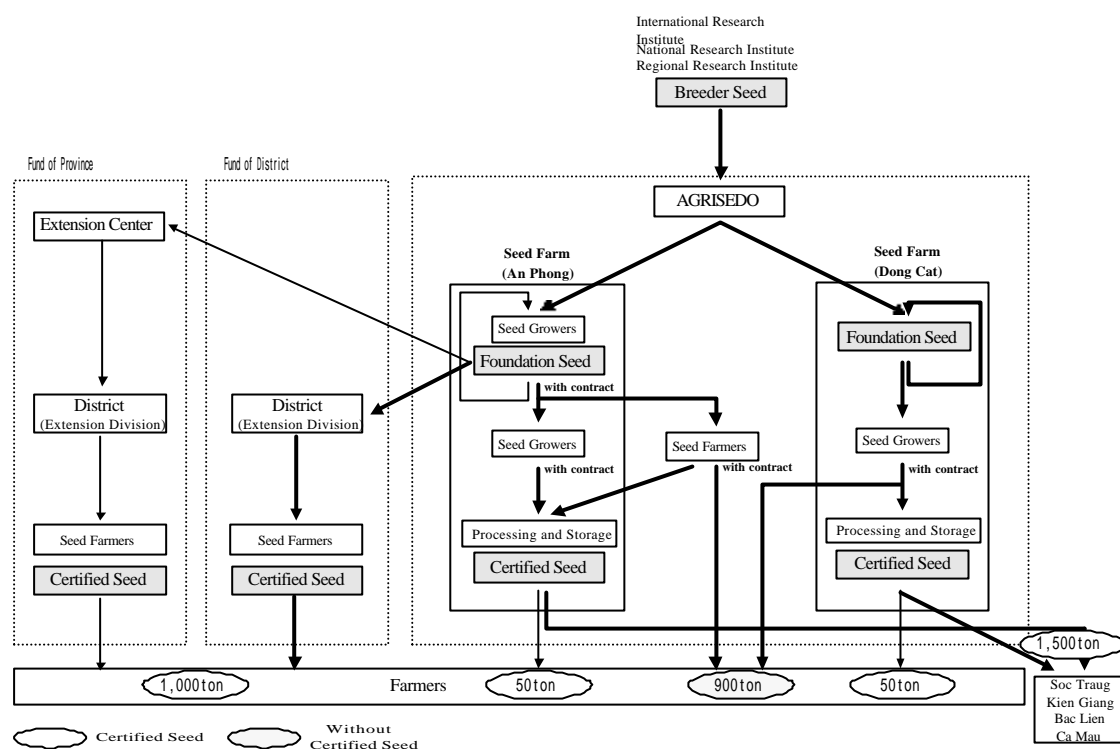 International Research
Institute
National Research Institute
Regional Research Institute
Breeder Seed
Fund of Province
Fund of District
AGRISEDO
Extension Center
Seed Farm
(An Phong)
Seed Farm
(Dong Cat)
Seed Growers
Foundation Seed
Foundation Seed
with contract
District
(Extension Division)
District
(Extension Division)
Seed Growers
Seed Farmers
Seed Growers
with contract
with contract
with contract
Seed Farmers
Seed Farmers
Processing and Storage
Processing and Storage
Certified Seed
Certified Seed
Certified Seed
Certified Seed
1,500ton
1,000ton
Farmers
50ton
900ton
50ton
Soc Traug
Kien Giang
Bac Lien
Ca Mau
Certified Seed
Without
Certified Seed